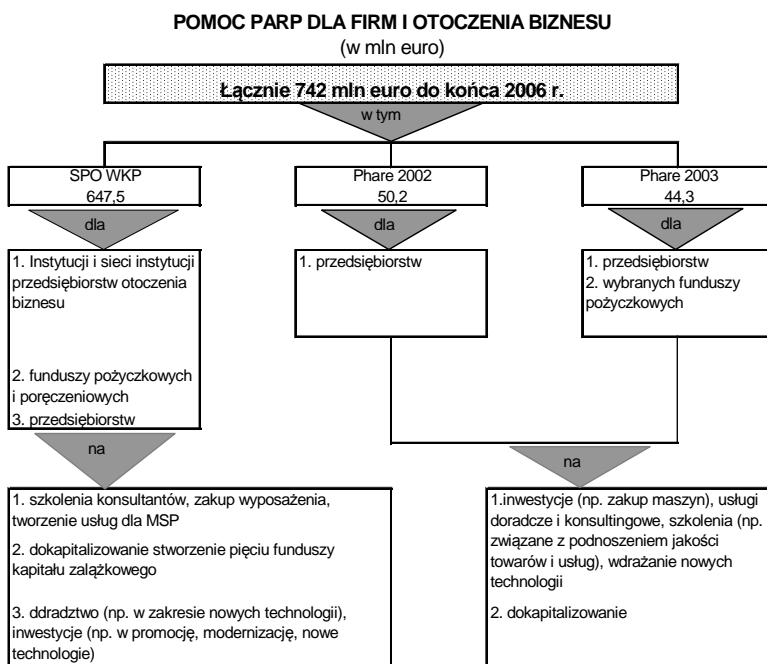 POMOC PARP DLA FIRM I OTOCZENIA BIZNESU
(w mln euro)
Łącznie 742 mln euro do końca 2006 r.
w tym
SPO WKP
647,5
Phare 2002
50,2
Phare 2003
44,3
dla
dla
dla
1. Instytucji i sieci instytucji
przedsiębiorstw otoczenia
biznesu
2. funduszy pożyczkowych
i poręczeniowych
3. przedsiębiorstw
1. przedsiębiorstw
1. przedsiębiorstw
2. wybranych funduszy
pożyczkowych
na
na
1. szkolenia konsultantów, zakup wyposażenia,
tworzenie usług dla MSP
2. dokapitalizowanie stworzenie pięciu funduszy
kapitału zalążkowego
3. ddradztwo (np. w zakresie nowych technologii),
inwestycje (np. w promocję, modernizację, nowe
technologie)
1.inwestycje (np. zakup maszyn), usługi
doradcze i konsultingowe, szkolenia (np.
związane z podnoszeniem jakości
towarów i usług), wdrażanie nowych
technologii
2. dokapitalizowanie